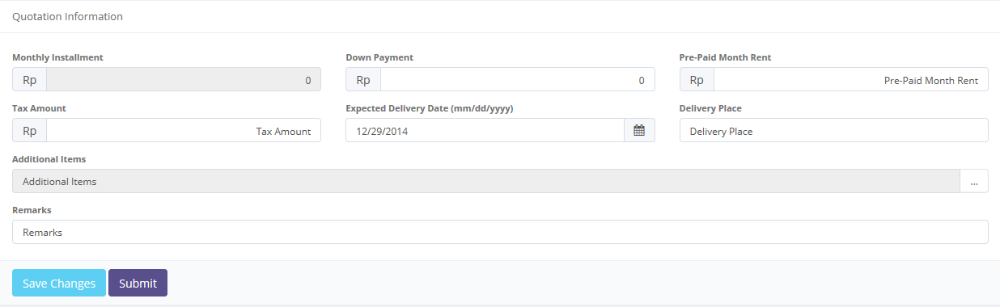 Quotation Information
Monthly Installment Down Payment Pre-Paid Month Rent
Rp 0 Rp 0 Rp Pre-Paid Month Rent
Tax Amount Expected Delivery Date (mm/dd/yyyy) Delivery Place
Rp Tax Amount 12/29/2014 Delivery Place
Additional Items
Additional Items ...
Remarks
Remarks
Save Changes Submit